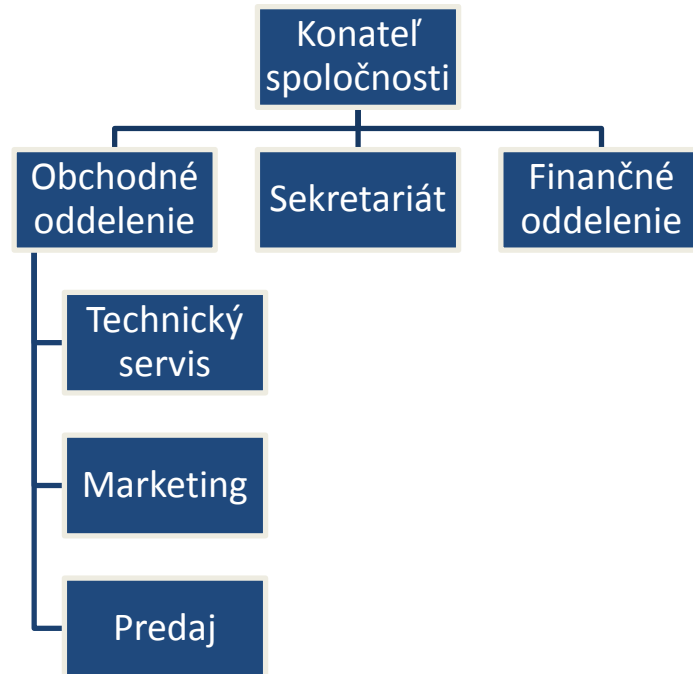 Konateľ
spoločnosti
Obchodné
oddelenie
Sekretariát
Finančné
oddelenie
Technický
servis
Marketing
Predaj